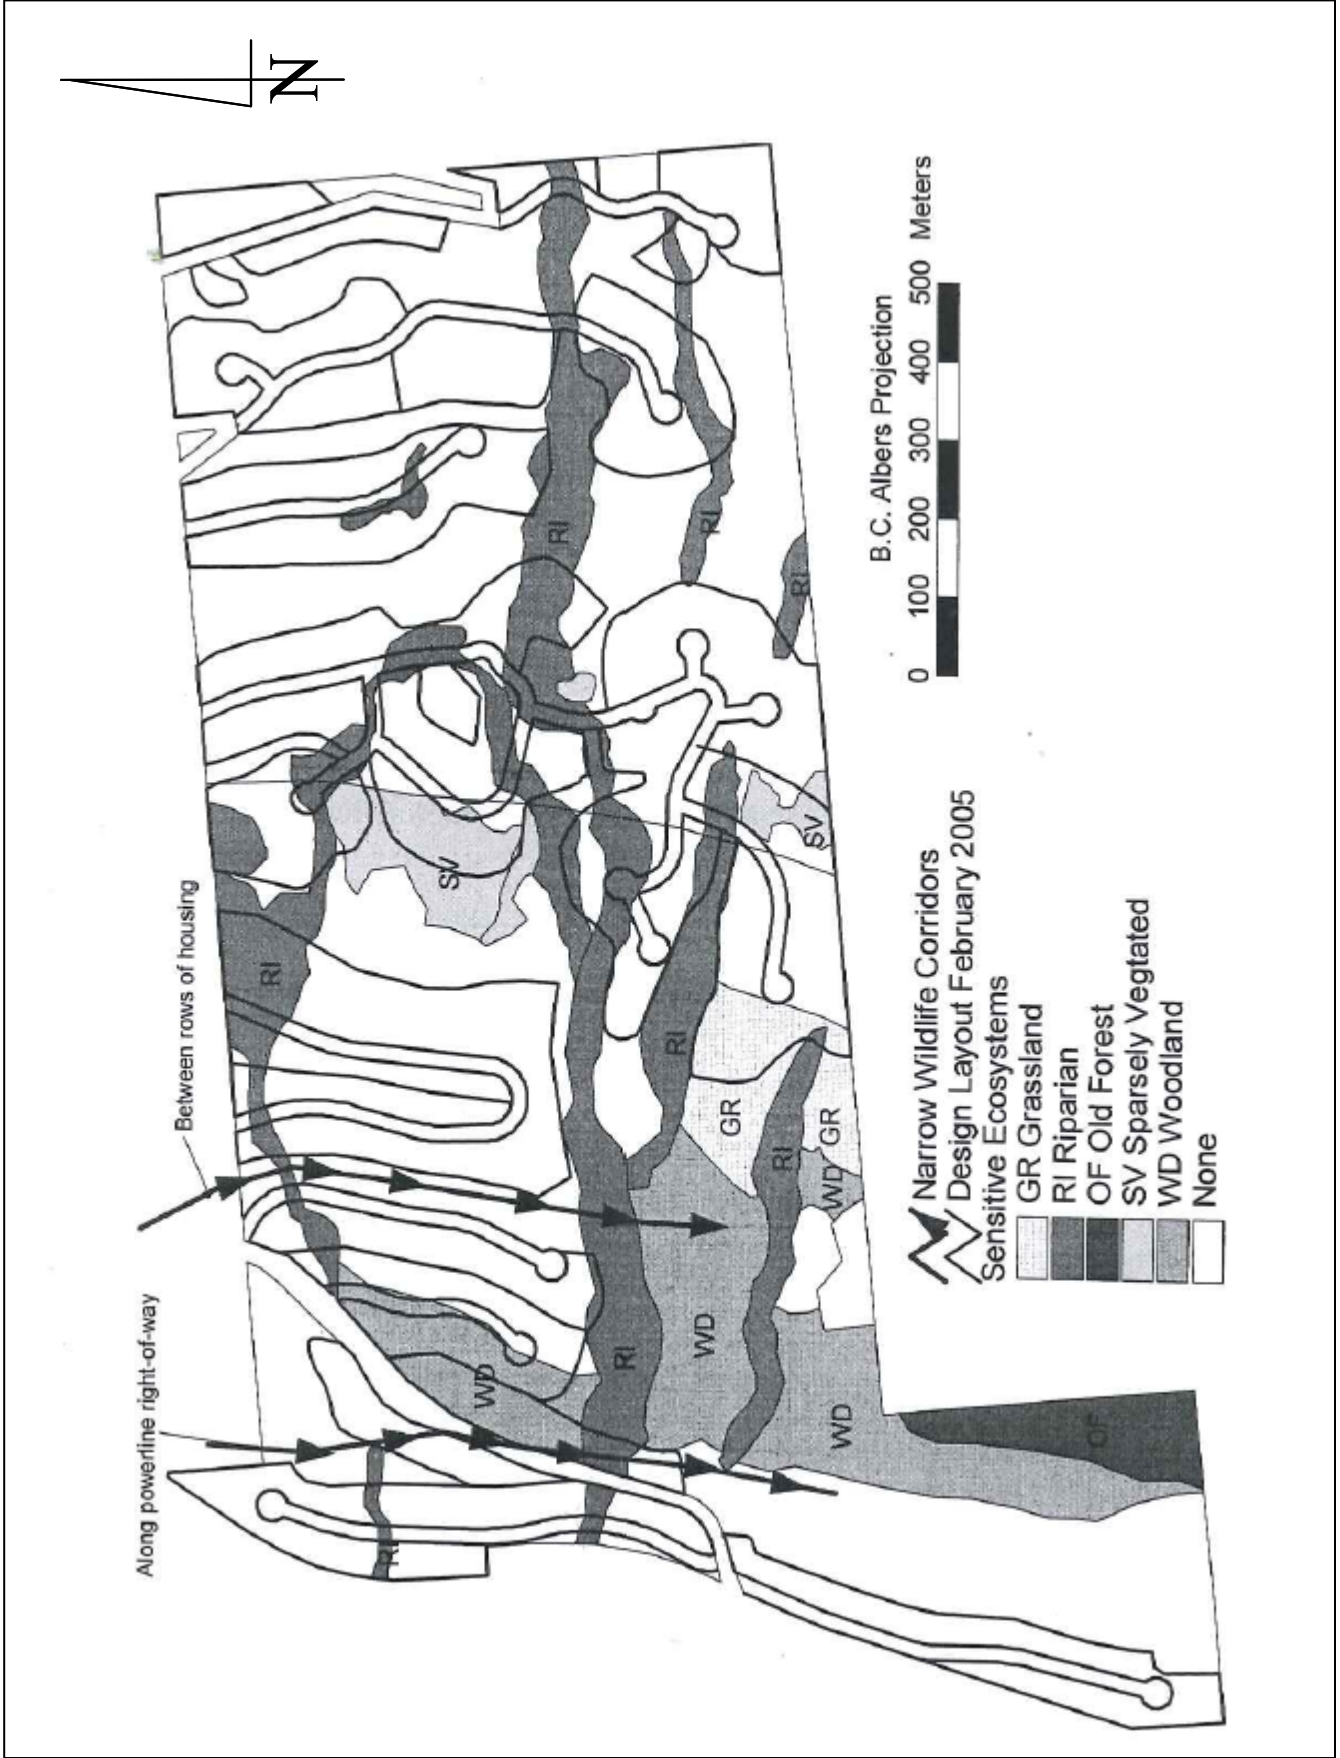 N
Between rows of housing
Along powerline right-of-way
RI
RI
RI
RI
SV
SV
RI
RI
GR
GR
RI
WD
WD
RI
WD
WD
OF
RI
B.C. Albers Projection
0 100 200 300 400 500 Meters
Narrow Wildlife Corridors
Design Layout February 2005
Sensitive Ecosystems
GR Grassland
RI Riparian
OF Old Forest
SV Sparsely Vegtated
WD Woodland
None